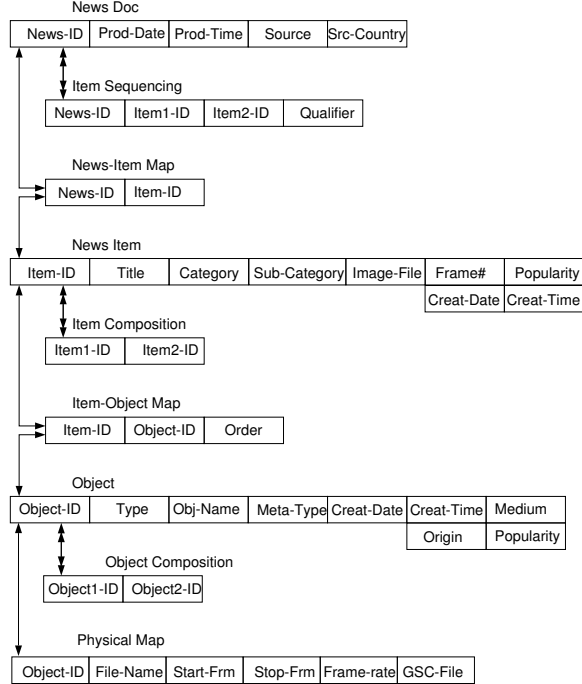 News Doc
News-ID Prod-Date Prod-Time Source Src-Country
Item Sequencing
News-ID Item1-ID Item2-ID Qualifier
News-Item Map
News-ID Item-ID
News Item
Item-ID Title Category Sub-Category Image-File Frame# Popularity
Creat-Date Creat-Time
Item Composition
Item1-ID Item2-ID
Item-Object Map
Item-ID Object-ID Order
Object
Object-ID Type Obj-Name Meta-Type Creat-Date Creat-Time Medium
Origin Popularity
Object Composition
Object1-ID Object2-ID
Physical Map
Object-ID File-Name Start-Frm Stop-Frm Frame-rate GSC-File